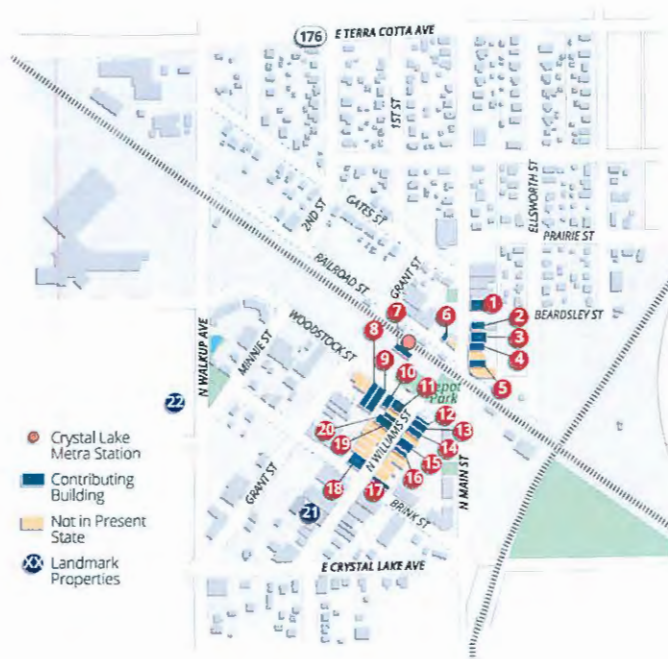 176 E TERRA COTTA AVE
1ST ST
ELLSWORTH ST
GATES ST
2ND ST
PRAIRIE ST
GRANT ST
RAILROAD ST
1
BEARDSLEY ST
2
7
6
3
8
4
N WALKUP AVE
MINNIE ST
WOODSTOCK ST
9
10
11
5
Depot
Park
22
12
20
13
19
N WILLIAMS ST
14
Crystal Lake
Metra Station
15
16
18
17
N MAIN ST
GRANT ST
Contributing
Building
21
BRINK ST
Not in Present
State
XX Landmark
Properties
E CRYSTAL LAKE AVE